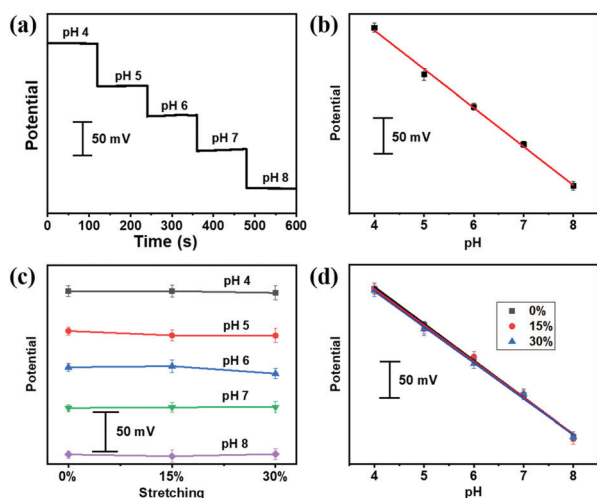 (a)
pH 4
pH 5
pH 6
pH 7
pH 8
50 mV
Potential
0 100 200 300 400 500 600
Time (s)
(b)
50 mV
Potential
4 5 6 7 8
pH
(c)
pH 4
pH 5
pH 6
pH 7
50 mV
pH 8
Potential
0% 15% 30%
Stretching
(d)
0%
15%
30%
50 mV
Potential
4 5 6 7 8
pH